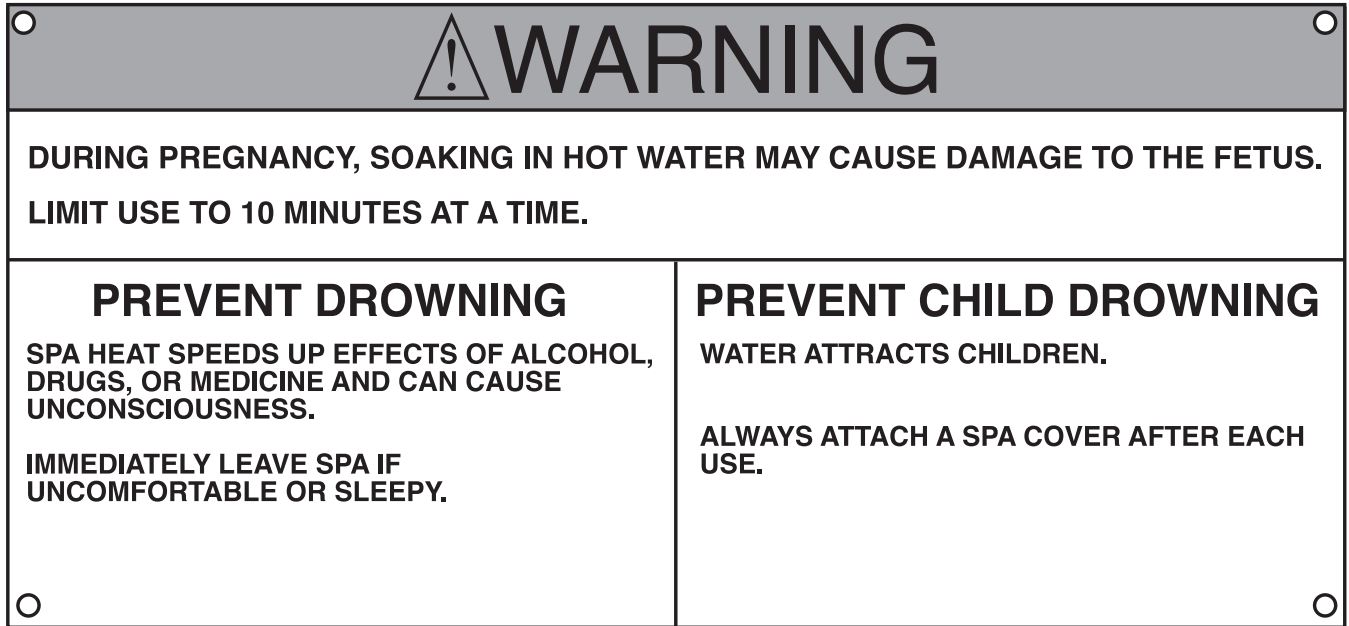 WARNING
DURING PREGNANCY, SOAKING IN HOT WATER MAY CAUSE DAMAGE TO THE FETUS.
LIMIT USE TO 10 MINUTES AT A TIME.
PREVENT DROWNING
SPA HEAT SPEEDS UP EFFECTS OF ALCOHOL,
DRUGS, OR MEDICINE AND CAN CAUSE
UNCONSCIOUSNESS.
IMMEDIATELY LEAVE SPA IF
UNCOMFORTABLE OR SLEEPY.
PREVENT CHILD DROWNING
WATER ATTRACTS CHILDREN.
ALWAYS ATTACH A SPA COVER AFTER EACH
USE.